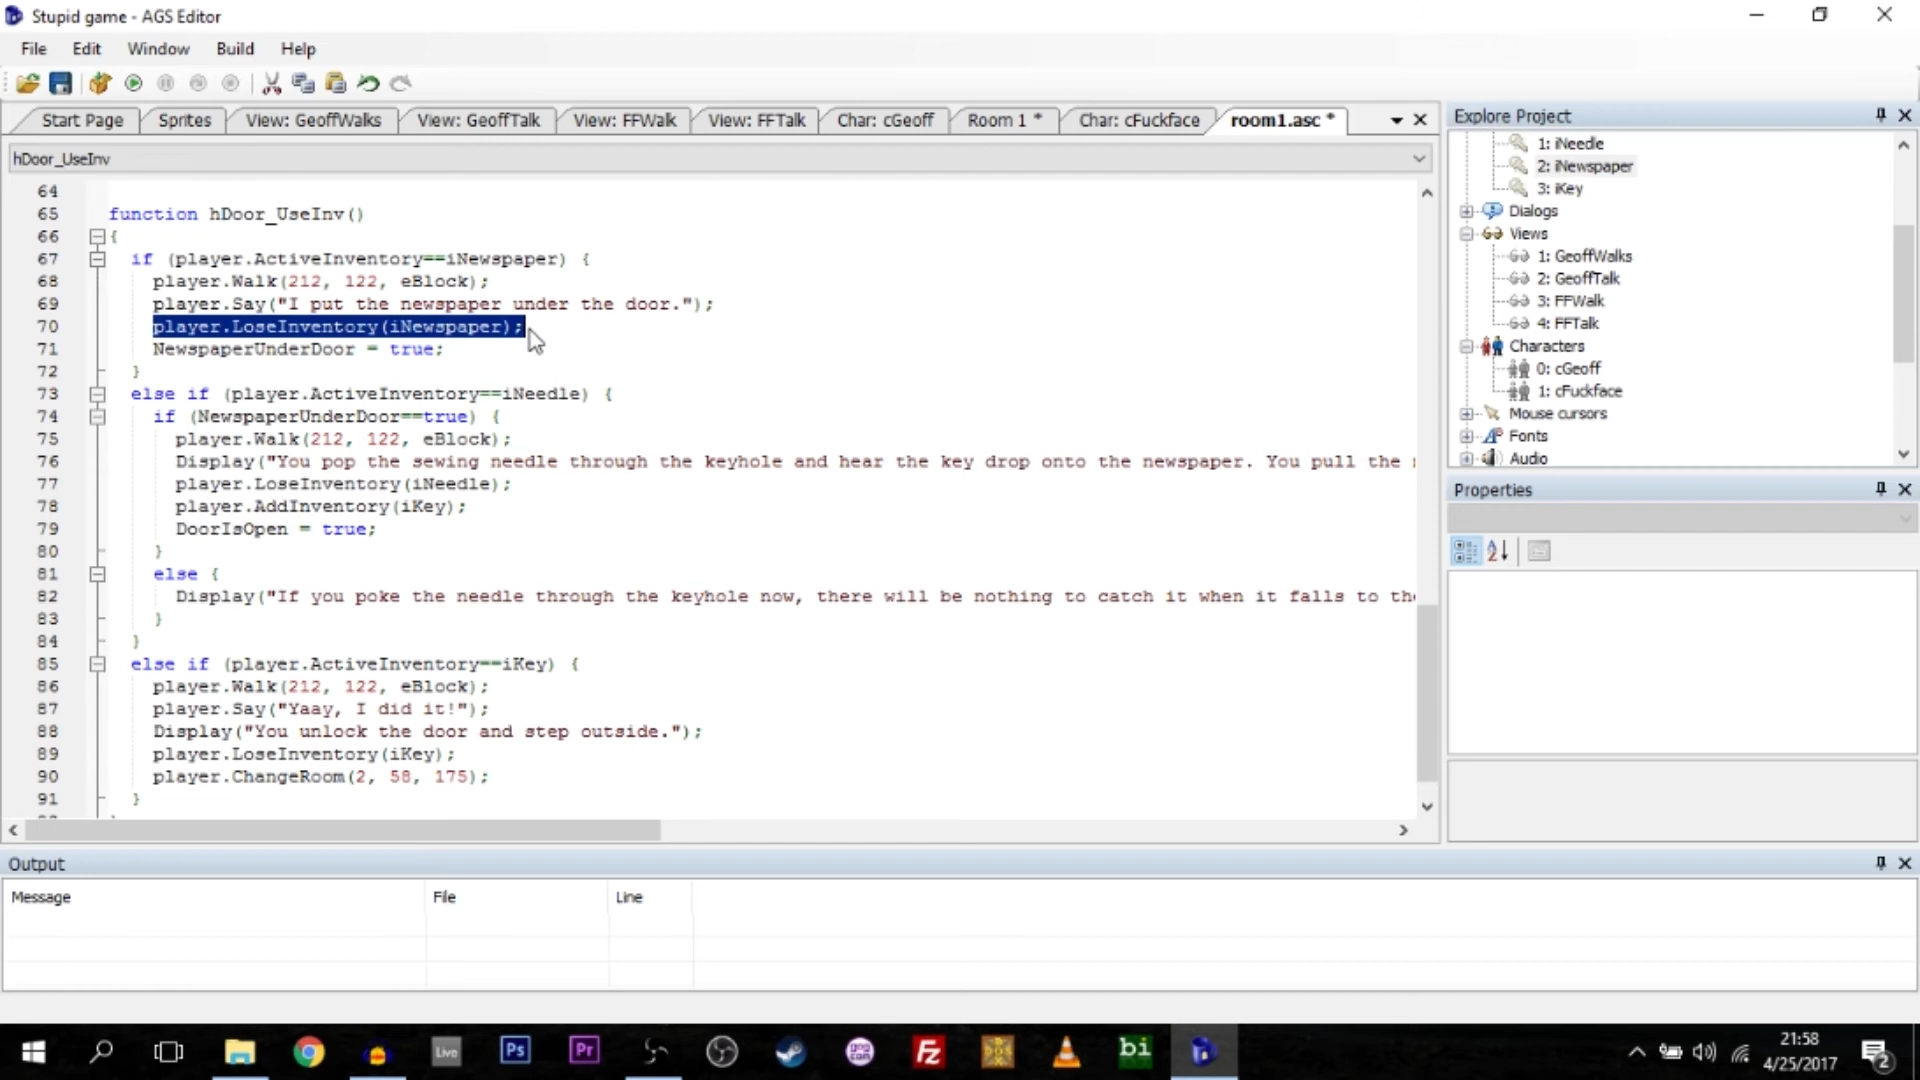 Stupid game - AGS Editor
File Edit Window Build Help
Start Page Sprites View: GeoffWalks View: GeoffTalk View: FFWalk View: FFTalk Char: cGeoff Room 1 * Char: cFuckface room1.asc *
hDoor_UseInv
64
65 function hDoor_UseInv()
66 {
67 if (player.ActiveInventory==iNewspaper) {
68 player.Walk(212, 122, eBlock);
69 player.Say("I put the newspaper under the door.");
70 player.LoseInventory(iNewspaper);
71 NewspaperUnderDoor = true;
72 }
73 else if (player.ActiveInventory==iNeedle) {
74 if (NewspaperUnderDoor==true) {
75 player.Walk(212, 122, eBlock);
76 Display("You pop the sewing needle through the keyhole and hear the key drop onto the newspaper. You pull the
77 player.LoseInventory(iNeedle);
78 player.AddInventory(iKey);
79 DoorIsOpen = true;
80 }
81 else {
82 Display("If you poke the needle through the keyhole now, there will be nothing to catch it when it falls to
83 }
84 }
85 else if (player.ActiveInventory==iKey) {
86 player.Walk(212, 122, eBlock);
87 player.Say("Yaay, I did it!");
88 Display("You unlock the door and step outside.");
89 player.LoseInventory(iKey);
90 player.ChangeRoom(2, 58, 175);
91 }
Explore Project
1: iNeedle
2: iNewspaper
3: iKey
Dialogs
Views
1: GeoffWalks
2: GeoffTalk
3: FFWalk
4: FFTalk
Characters
0: cGeoff
1: cFuckface
Mouse cursors
Fonts
Audio
Properties
Output
Message File Line
Live Ps Pr gog com Fz DOS bi
21:58
4/25/2017
2